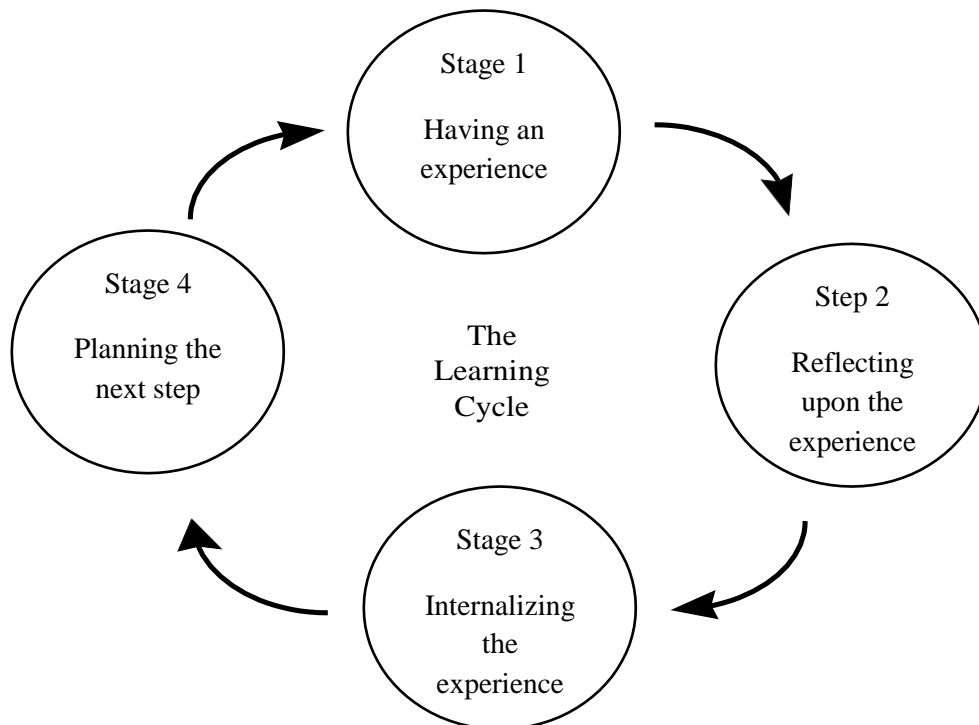 Stage 1
Having an
experience
Step 2
Reflecting
upon the
experience
Stage 3
Internalizing
the
experience
Stage 4
Planning the
next step
The
Learning
Cycle